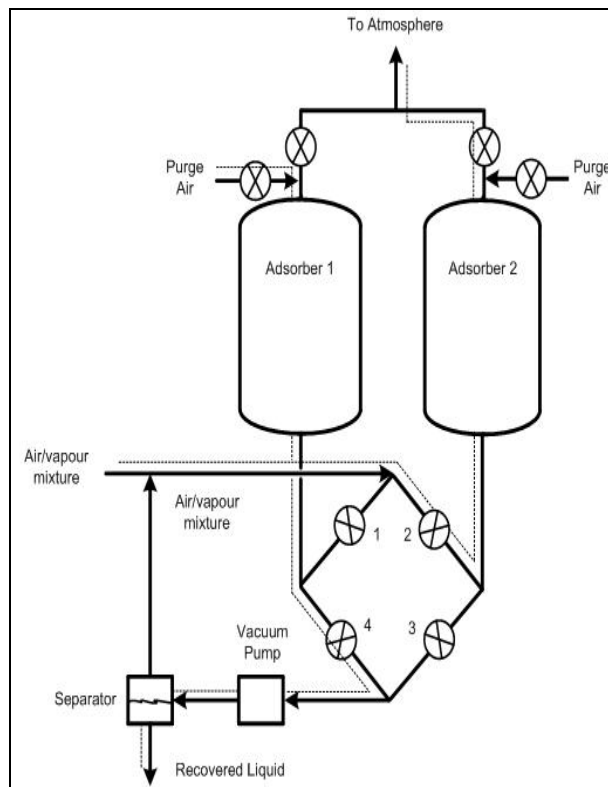 To Atmosphere
Purge
Air
Purge
Air
Adsorber 1
Adsorber 2
Air/vapour
mixture
Air/vapour
mixture
1
2
4
3
Vacuum
Pump
Separator
Recovered Liquid